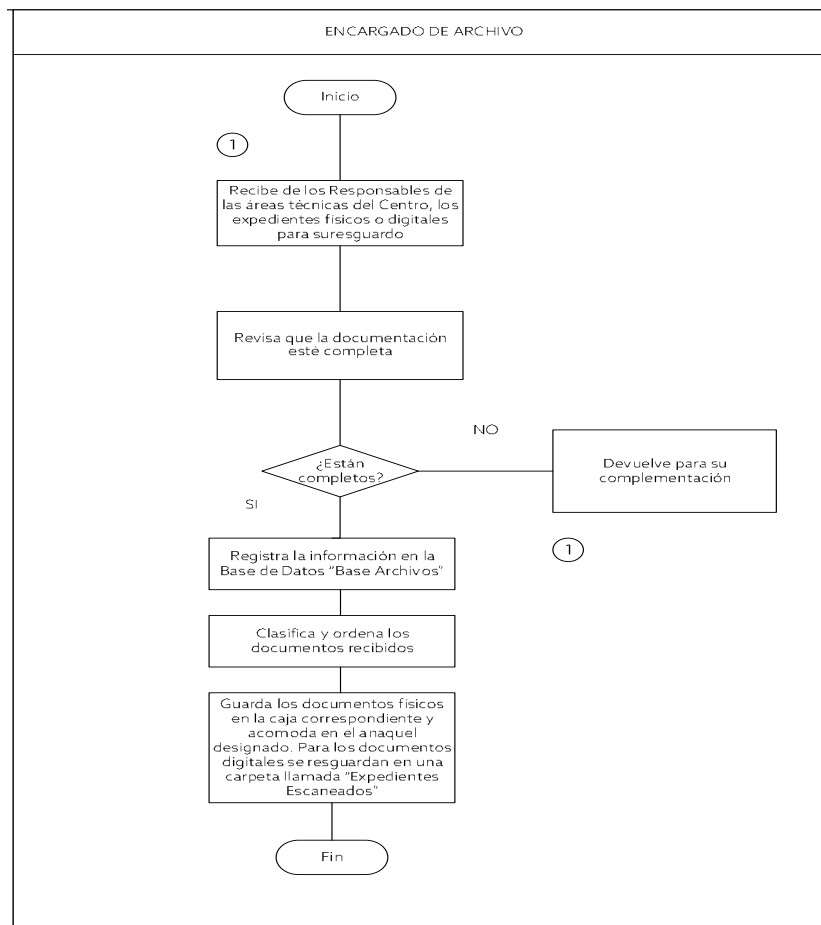 ENCARGADO DE ARCHIVO
Inicio
1
Recibe de los Responsables de
las áreas técnicas del Centro, los
expedientes físicos o digitales
para suresguardo
Revisa que la documentación
esté completa
NO
¿Están
completos?
Devuelve para su
complementación
SI
1
Registra la información en la
Base de Datos "Base Archivos"
Clasifica y ordena los
documentos recibidos
Guarda los documentos físicos
en la caja correspondiente y
acomoda en el anaquel
designado. Para los documentos
digitales se resguardan en una
carpeta llamada "Expedientes
Escaneados"
Fin